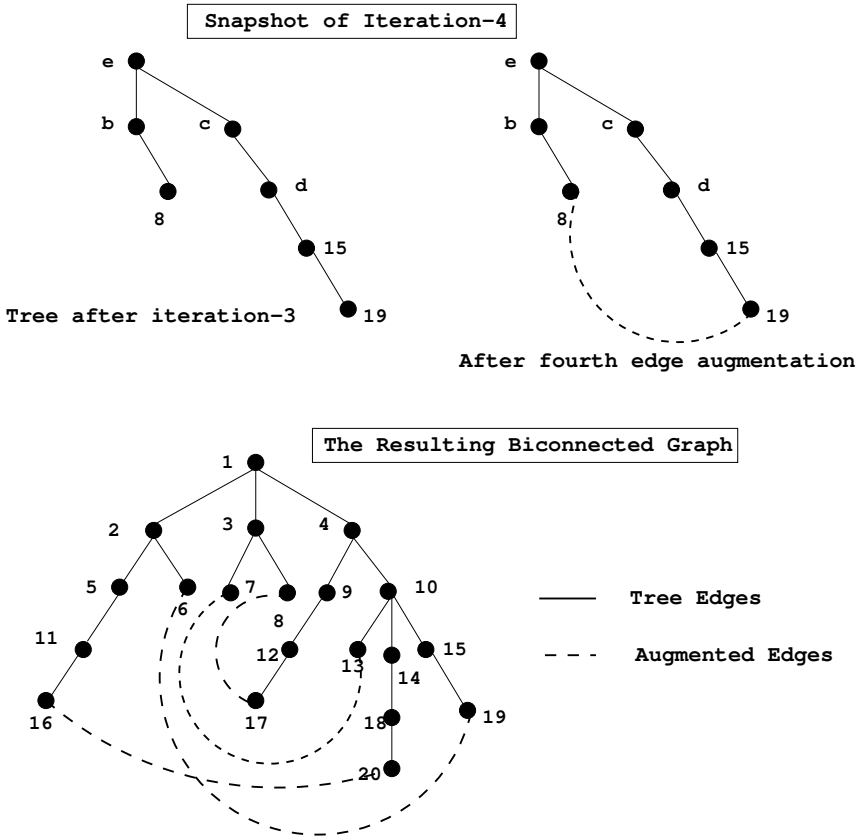 Snapshot of Iteration-4
e
e
b
c
b
c
d
d
8
8
15
15
19
19
Tree after iteration-3
After fourth edge augmentation
The Resulting Biconnected Graph
1
2
3
4
5
6
7
8
9
10
Tree Edges
11
12
13
14
15
Augmented Edges
16
17
18
19
20